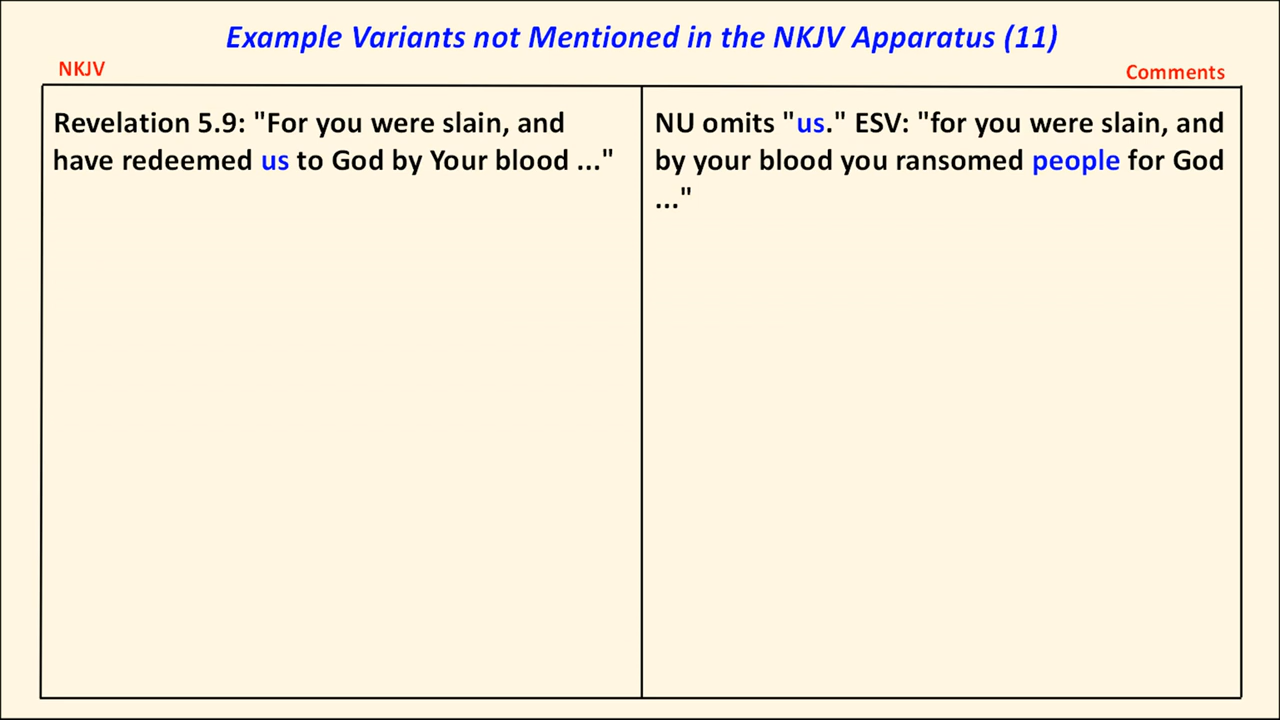 Example Variants not Mentioned in the NKJV Apparatus (11)
NKJV
Comments
Revelation 5.9: "For you were slain, and
have redeemed us to God by Your blood ..."
NU omits "us." ESV: "for you were slain, and
by your blood you ransomed people for God
..."